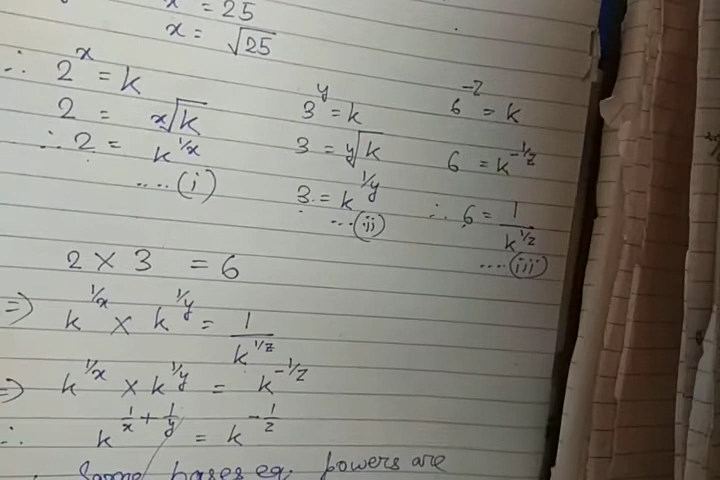 x = 25
x = √25
∴ 2^x = k
2 = x√k
∴ 2 = k^1/x
.... (i)
3^y = k
3 = y√k
3 = k^1/y
... (ii)
6^-z = k
6 = k^-1/z
∴ 6 = 1/k^1/z
.... (iii)
2 × 3 = 6
⇒ k^1/x × k^1/y = 1/k^1/z
⇒ k^1/x × k^1/y = k^-1/z
∴ k^1/x + 1/y = k^-1/z
Same bases eq. powers are